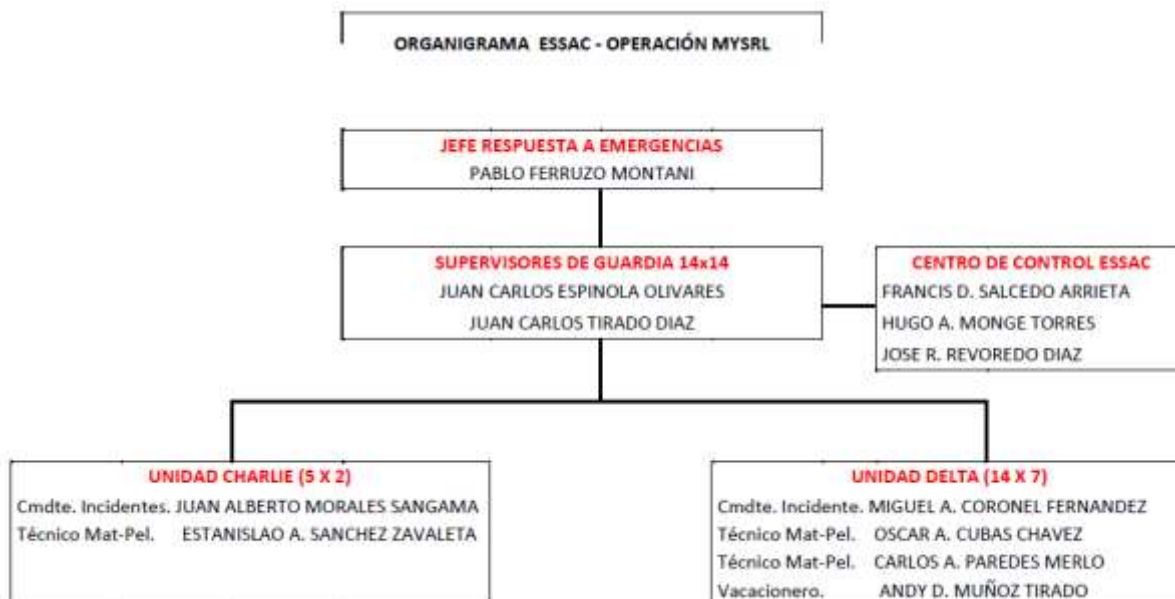 ORGANIGRAMA ESSAC - OPERACIÓN MYSRL
JEFE RESPUESTA A EMERGENCIAS
PABLO FERRUZO MONTANI
SUPERVISORES DE GUARDIA 14x14
JUAN CARLOS ESPINOLA OLIVARES
JUAN CARLOS TIRADO DIAZ
CENTRO DE CONTROL ESSAC
FRANCIS D. SALCEDO ARRIETA
HUGO A. MONGE TORRES
JOSE R. REVOREDO DIAZ
UNIDAD CHARLIE (5 X 2)
Cmdte. Incidentes. JUAN ALBERTO MORALES SANGAMA
Técnico Mat-Pel. ESTANISLAO A. SANCHEZ ZAVALETA
UNIDAD DELTA (14 X 7)
Cmdte. Incidente. MIGUEL A. CORONEL FERNANDEZ
Técnico Mat-Pel. OSCAR A. CUBAS CHAVEZ
Técnico Mat-Pel. CARLOS A. PAREDES MERLO
Vacacionero. ANDY D. MUÑOZ TIRADO